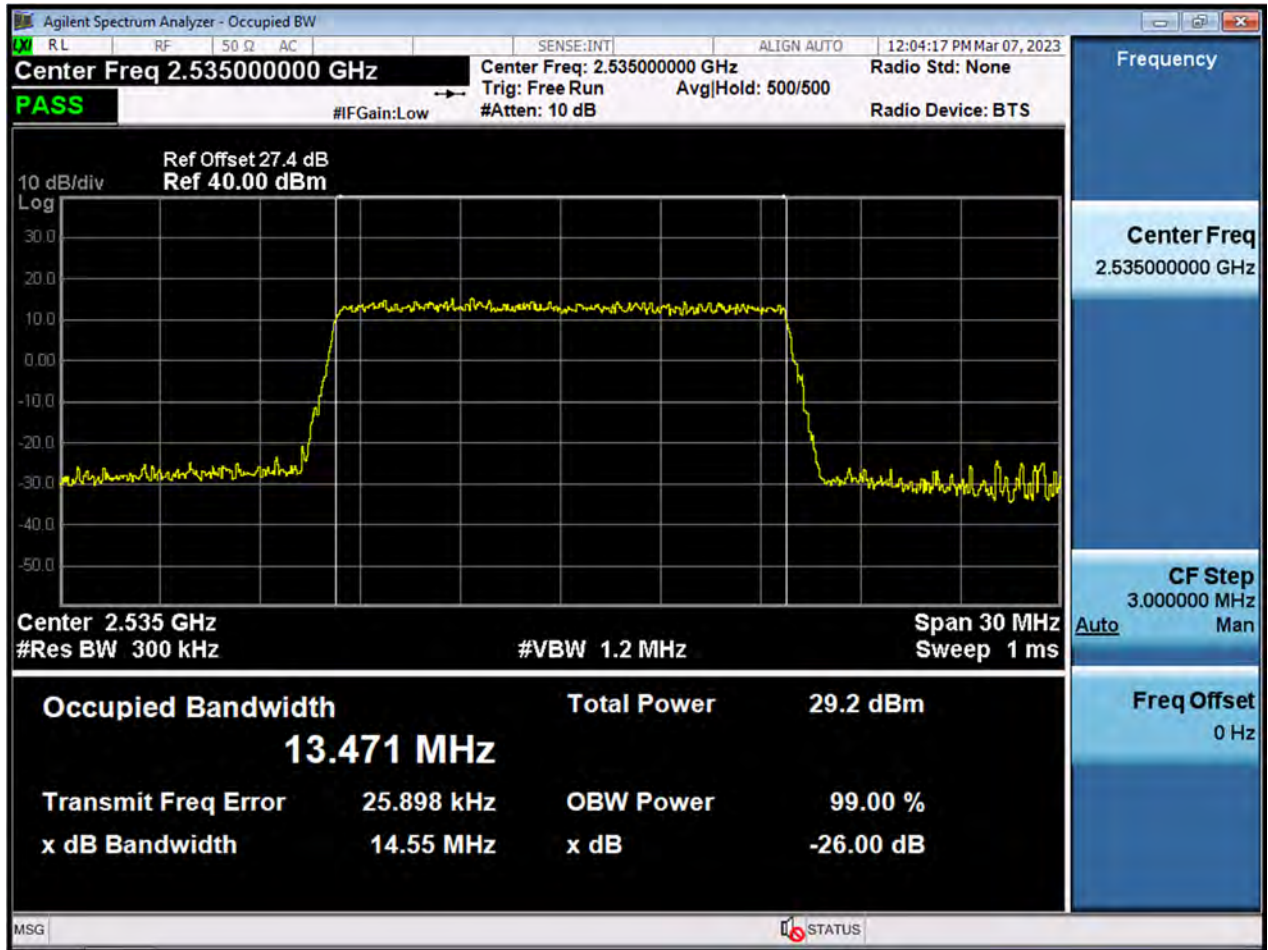 Agilent Spectrum Analyzer - Occupied BW
LXI RL RF 50 Ω AC SENSE:INT ALIGN AUTO 12:04:17 PM Mar 07, 2023
Center Freq 2.535000000 GHz
Center Freq: 2.535000000 GHz Radio Std: None
Trig: Free Run Avg|Hold: 500/500
PASS
#IFGain:Low #Atten: 10 dB Radio Device: BTS
Ref Offset 27.4 dB
10 dB/div Ref 40.00 dBm
Log
30.0
20.0
10.0
0.00
-10.0
-20.0
-30.0
-40.0
-50.0
Center 2.535 GHz Span 30 MHz
#Res BW 300 kHz #VBW 1.2 MHz Sweep 1 ms
Occupied Bandwidth Total Power 29.2 dBm
13.471 MHz
Transmit Freq Error 25.898 kHz OBW Power 99.00 %
x dB Bandwidth 14.55 MHz x dB -26.00 dB
Frequency
Center Freq
2.535000000 GHz
CF Step
3.000000 MHz
Auto Man
Freq Offset
0 Hz
MSG STATUS